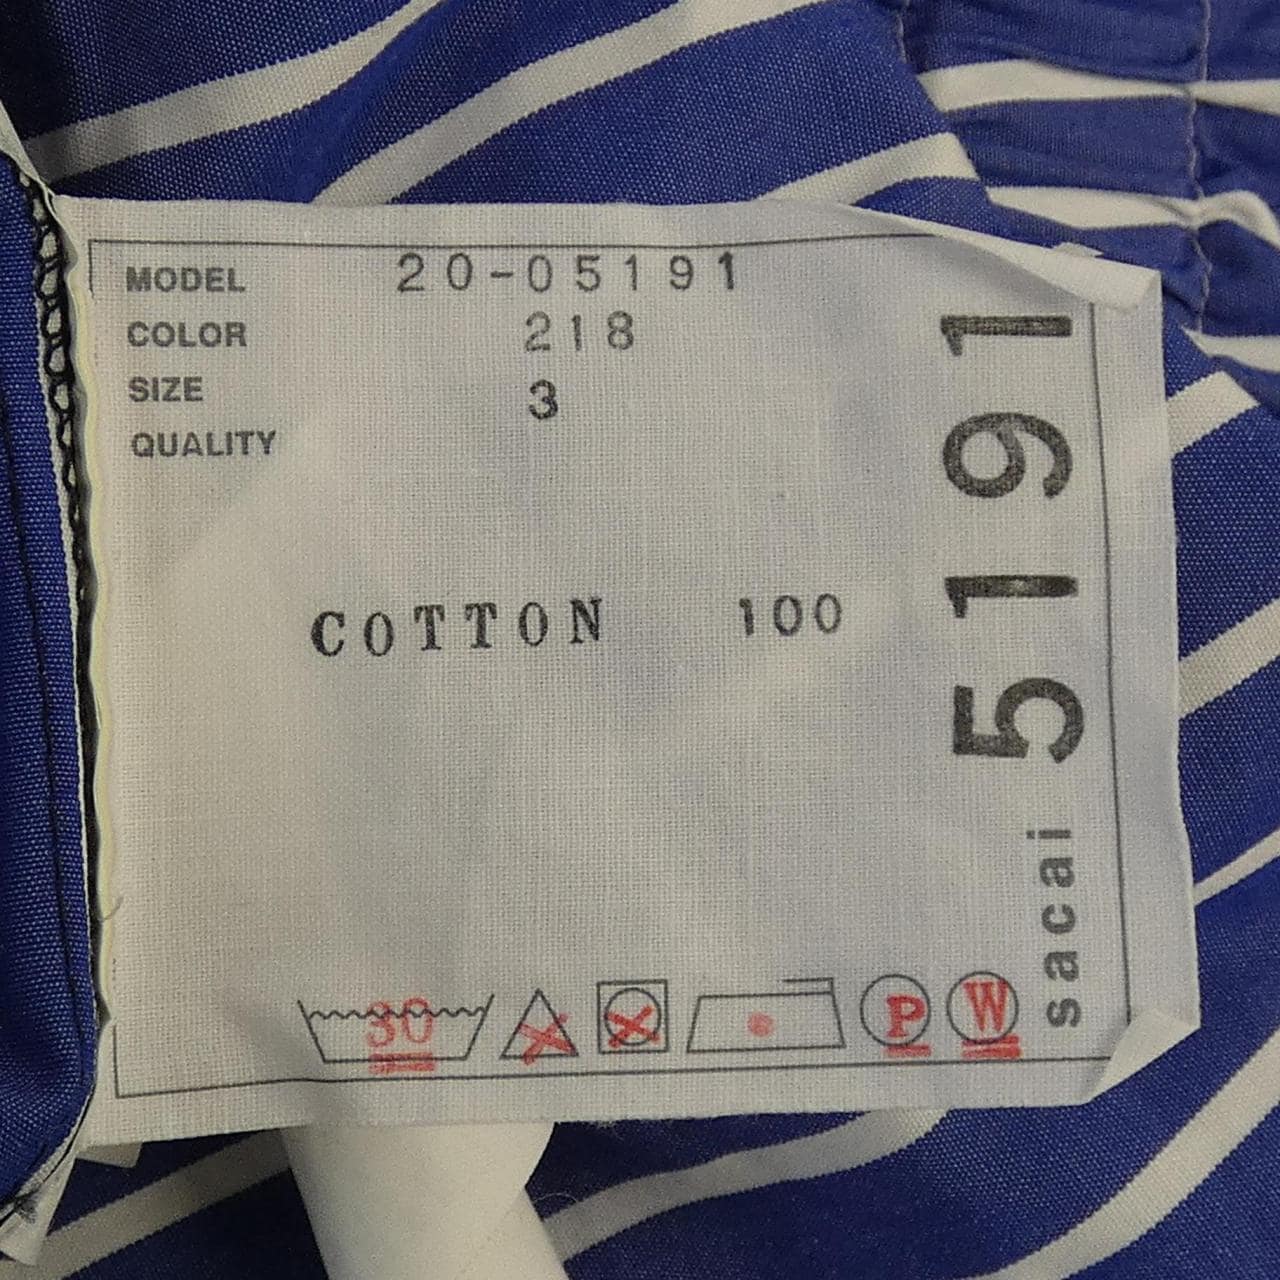 MODEL 20-05191
COLOR 218
SIZE 3
QUALITY
COTTON 100
30
P
W
sacai 5191